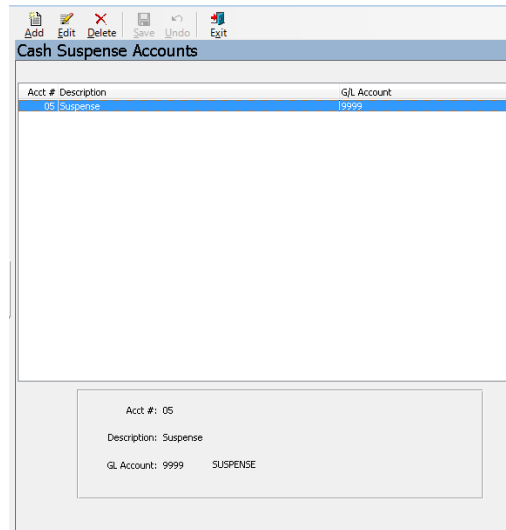 Add Edit Delete Save Undo Exit
Cash Suspense Accounts
Acct # Description G/L Account
05 Suspense 9999
Acct #: 05
Description: Suspense
GL Account: 9999 SUSPENSE